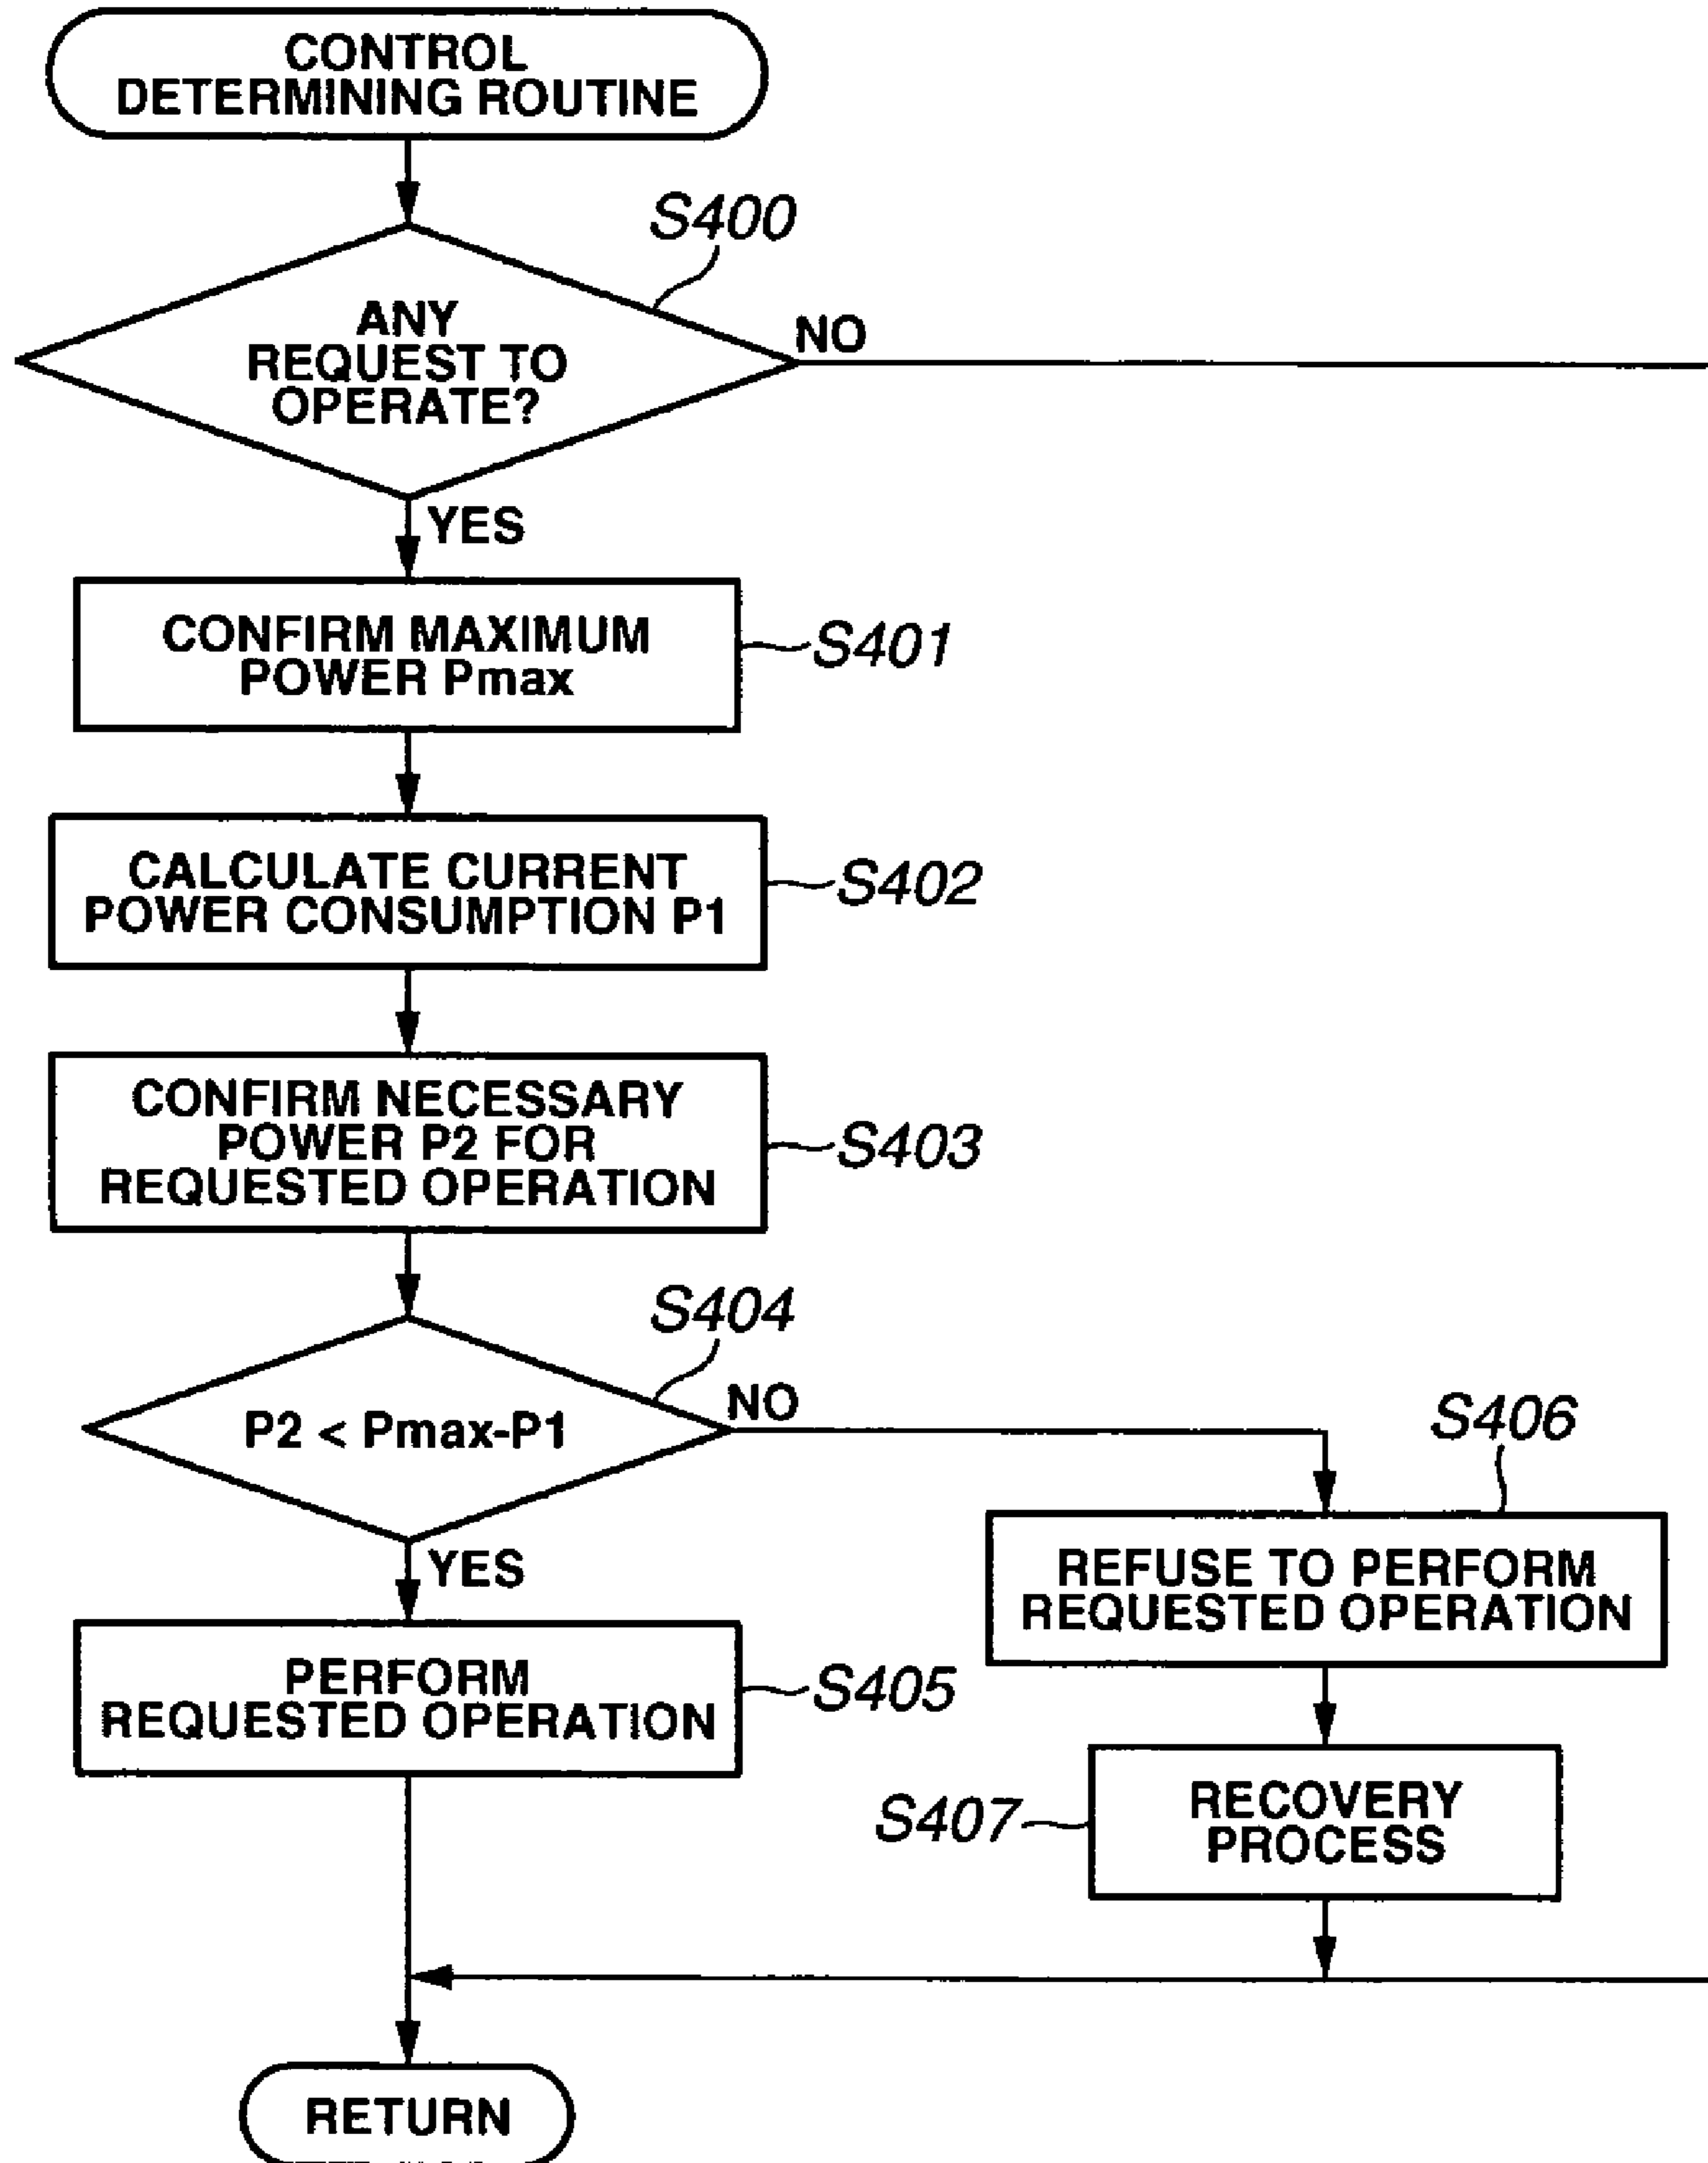 CONTROL
DETERMINING ROUTINE
S400
ANY
REQUEST TO
OPERATE?
NO
YES
CONFIRM MAXIMUM
POWER Pmax
S401
CALCULATE CURRENT
POWER CONSUMPTION P1
S402
CONFIRM NECESSARY
POWER P2 FOR
REQUESTED OPERATION
S403
S404
P2 < Pmax-P1
NO
YES
S406
REFUSE TO PERFORM
REQUESTED OPERATION
PERFORM
REQUESTED OPERATION
S405
S407
RECOVERY
PROCESS
RETURN